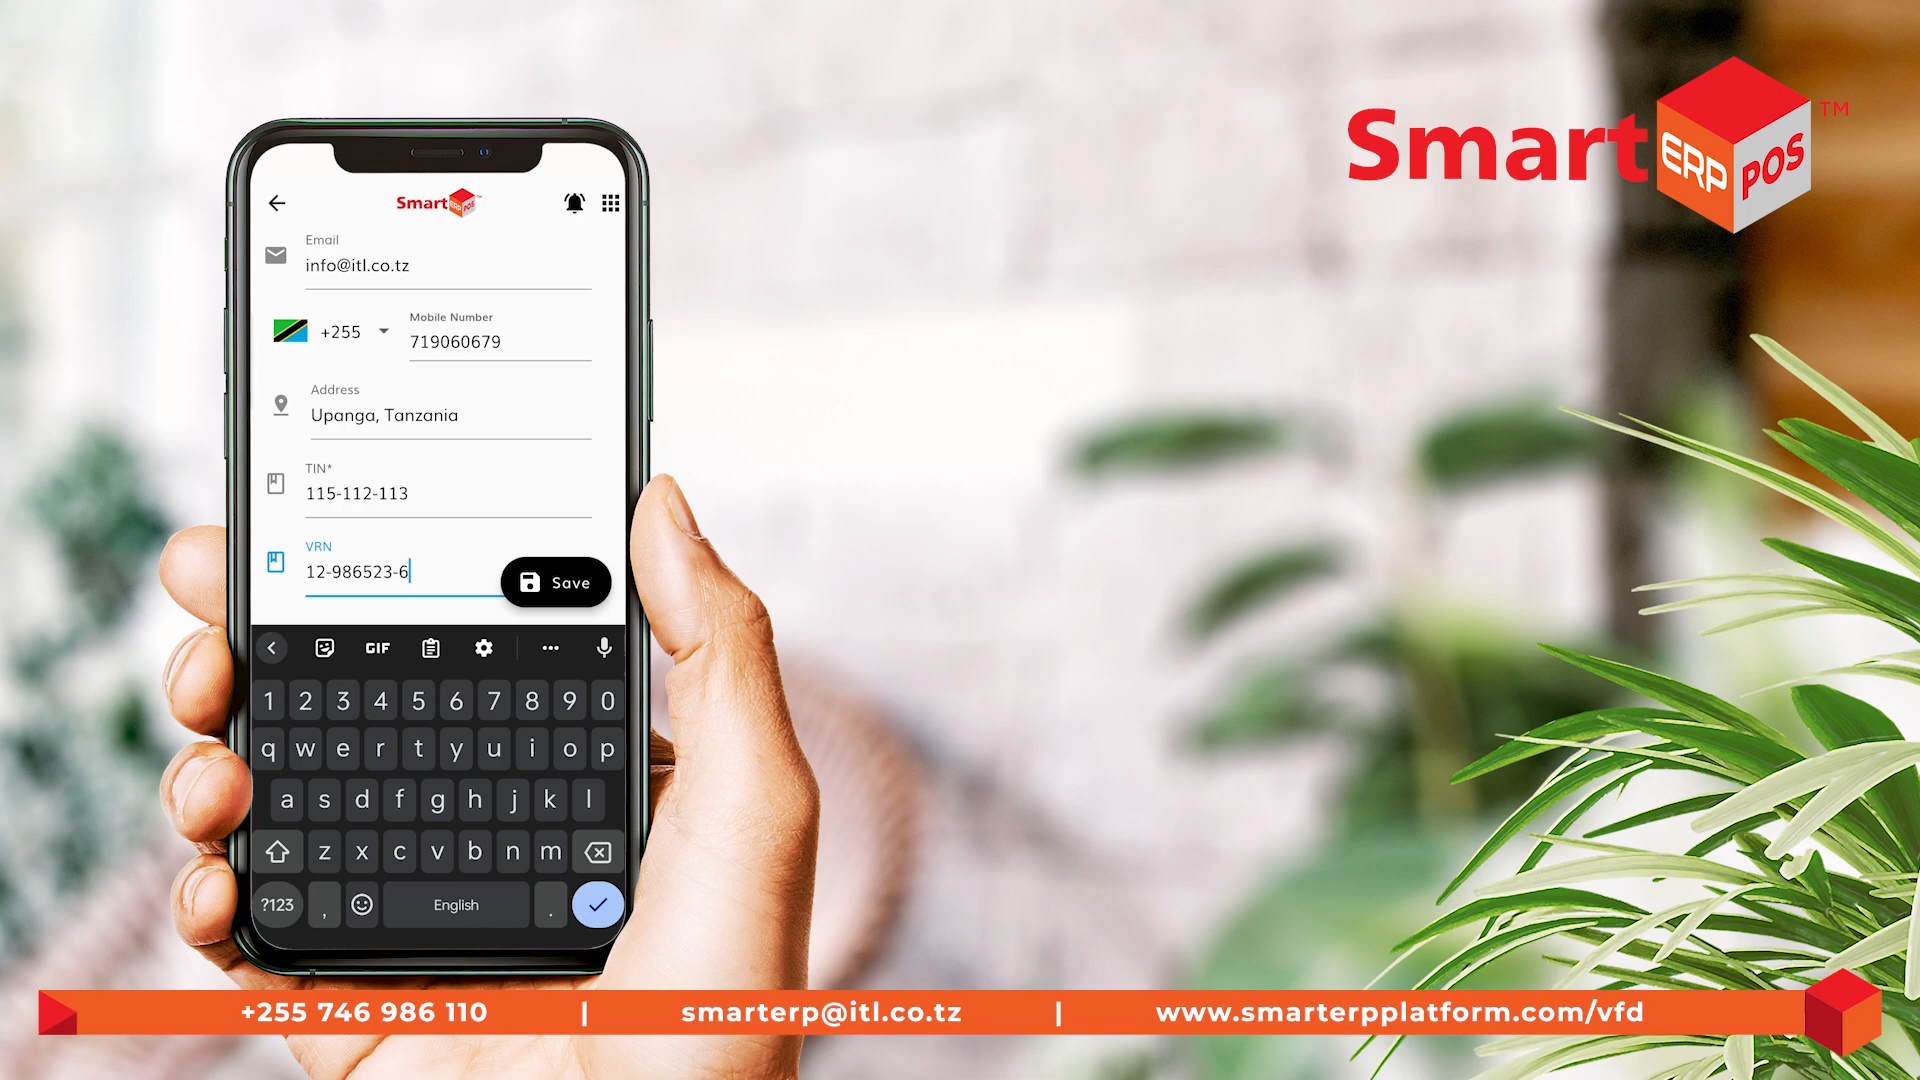 Smart ERP POS TM
Smart ERP POS
Email
info@itl.co.tz
+255
Mobile Number
719060679
Address
Upanga, Tanzania
TIN*
115-112-113
VRN
12-986523-6
Save
GIF
1 2 3 4 5 6 7 8 9 0
q w e r t y u i o p
a s d f g h j k l
z x c v b n m
?123 , English .
+255 746 986 110 | smarterp@itl.co.tz | www.smarterpplatform.com/vfd